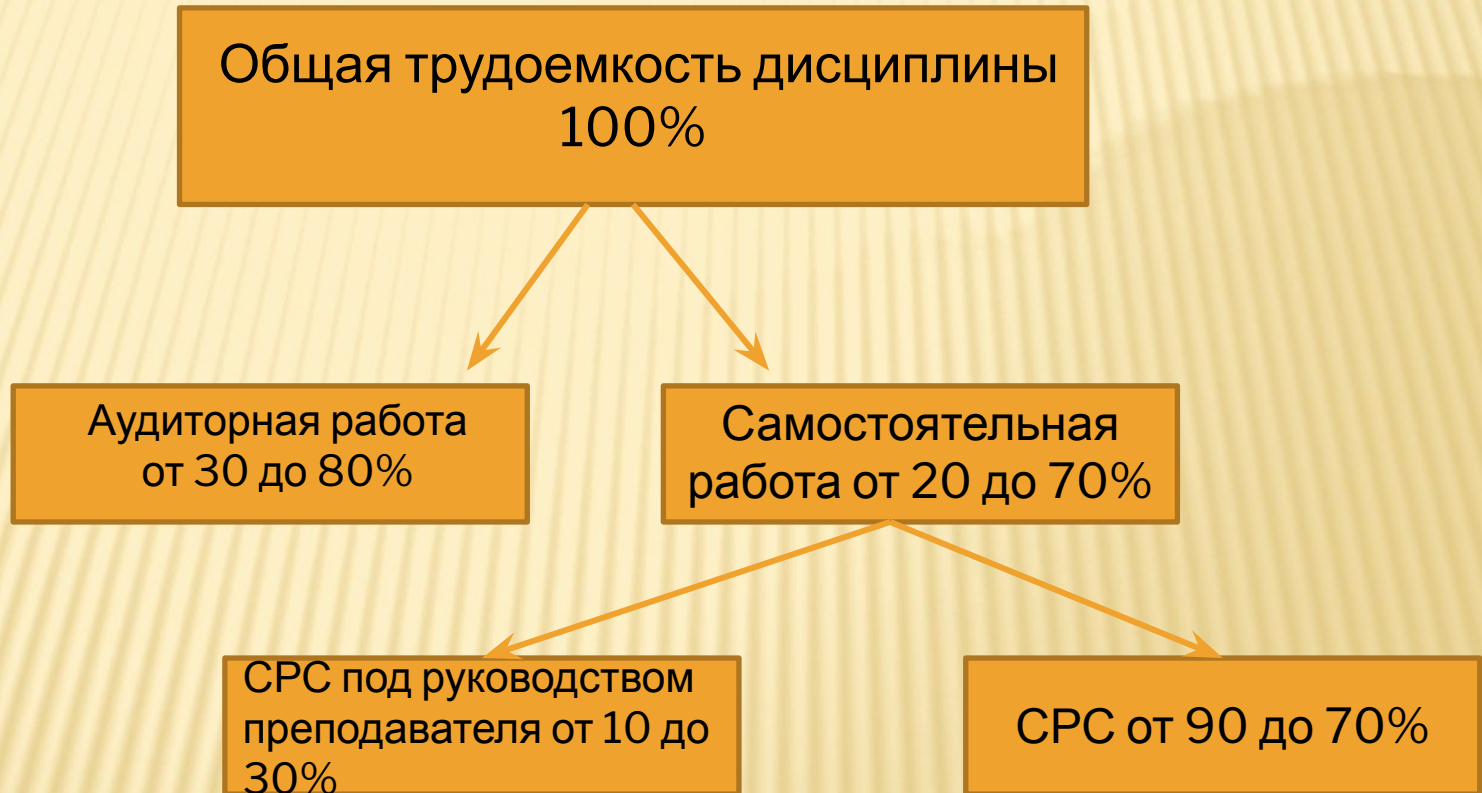 Общая трудоемкость дисциплины
100%
Аудиторная работа
от 30 до 80%
Самостоятельная
работа от 20 до 70%
СРС под руководством
преподавателя от 10 до
30%
СРС от 90 до 70%